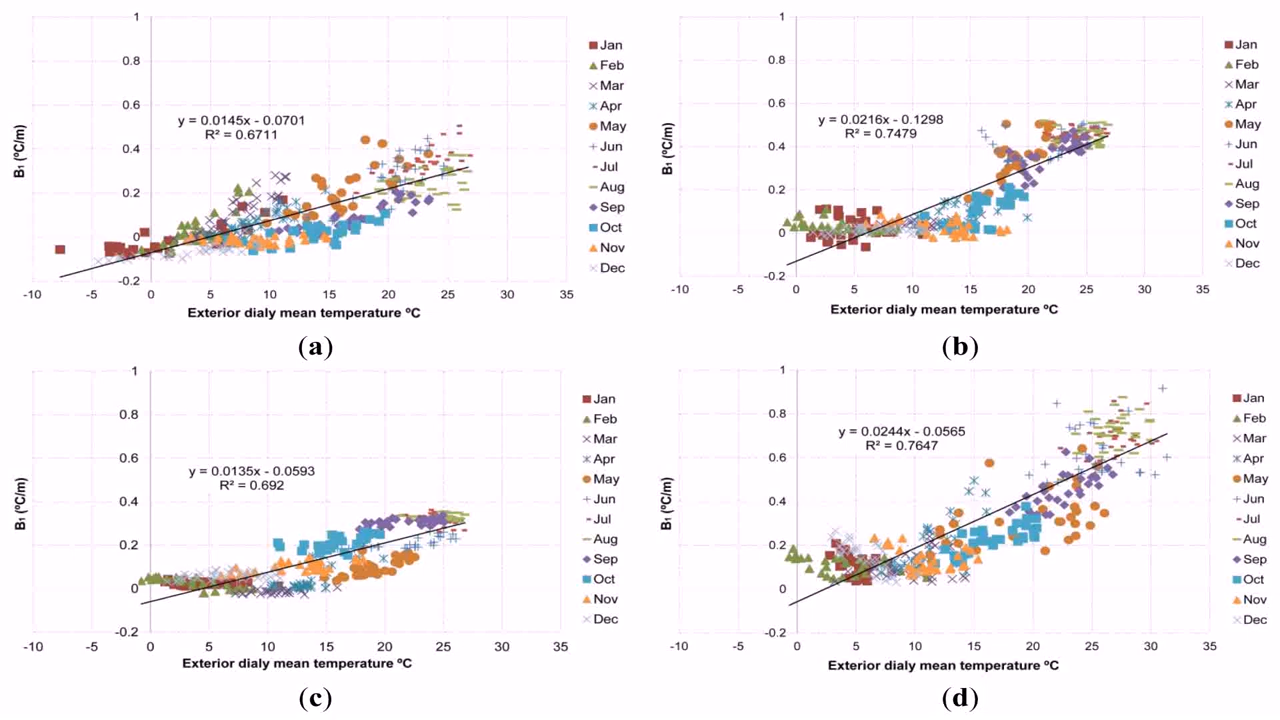 1
0.8
0.6
0.4
0.2
0
-0.2
B₁ (ºC/m)
y = 0.0145x - 0.0701
R² = 0.6711
-10 -5 0 5 10 15 20 25 30 35
Exterior dialy mean temperature ºC
Jan
Feb
Mar
Apr
May
Jun
Jul
Aug
Sep
Oct
Nov
Dec
(a)
1
0.8
0.6
0.4
0.2
0
-0.2
B₁ (ºC/m)
y = 0.0216x - 0.1298
R² = 0.7479
-10 -5 0 5 10 15 20 25 30 35
Exterior dialy mean temperature ºC
Jan
Feb
Mar
Apr
May
Jun
Jul
Aug
Sep
Oct
Nov
Dec
(b)
1
0.8
0.6
0.4
0.2
0
-0.2
B₁ (ºC/m)
y = 0.0135x - 0.0593
R² = 0.692
-10 -5 0 5 10 15 20 25 30 35
Exterior dialy mean temperature ºC
Jan
Feb
Mar
Apr
May
Jun
Jul
Aug
Sep
Oct
Nov
Dec
(c)
1
0.8
0.6
0.4
0.2
0
-0.2
B₁ (ºC/m)
y = 0.0244x - 0.0565
R² = 0.7647
-10 -5 0 5 10 15 20 25 30 35
Exterior dialy mean temperature ºC
Jan
Feb
Mar
Apr
May
Jun
Jul
Aug
Sep
Oct
Nov
Dec
(d)